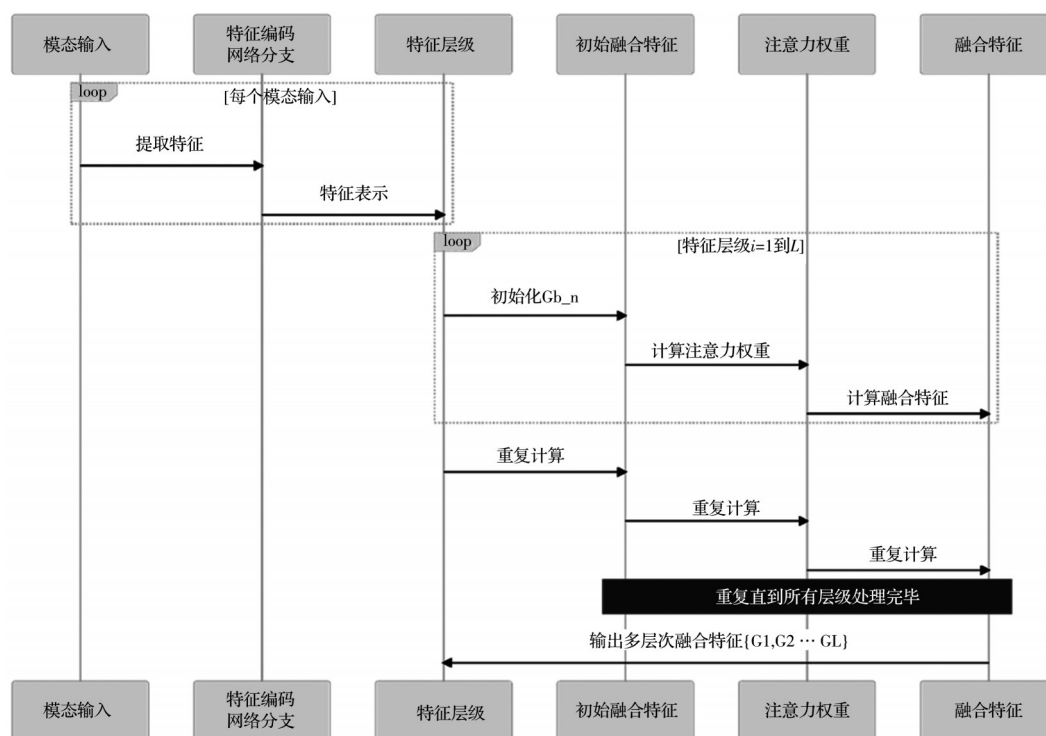 模态输入
特征编码
网络分支
特征层级
初始融合特征
注意力权重
融合特征
loop
[每个模态输入]
提取特征
特征表示
loop
[特征层级i=1到L]
初始化Gb_n
计算注意力权重
计算融合特征
重复计算
重复计算
重复计算
重复直到所有层级处理完毕
输出多层次融合特征{G1,G2 … GL}
模态输入
特征编码
网络分支
特征层级
初始融合特征
注意力权重
融合特征